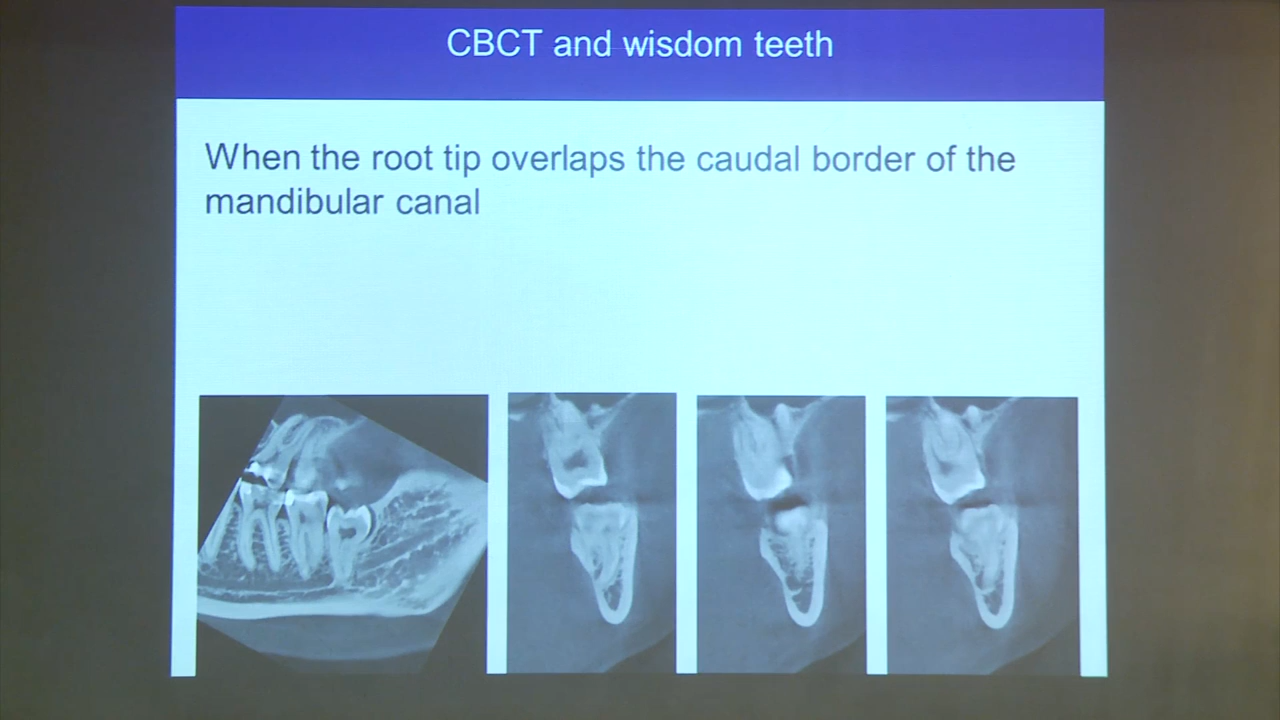 CBCT and wisdom teeth
When the root tip overlaps the caudal border of the
mandibular canal